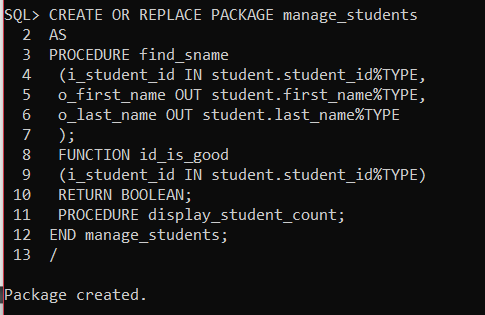 SQL> CREATE OR REPLACE PACKAGE manage_students
  2  AS
  3  PROCEDURE find_sname
  4   (i_student_id IN student.student_id%TYPE,
  5   o_first_name OUT student.first_name%TYPE,
  6   o_last_name OUT student.last_name%TYPE
  7   );
  8   FUNCTION id_is_good
  9   (i_student_id IN student.student_id%TYPE)
 10   RETURN BOOLEAN;
 11   PROCEDURE display_student_count;
 12  END manage_students;
 13  /

Package created.